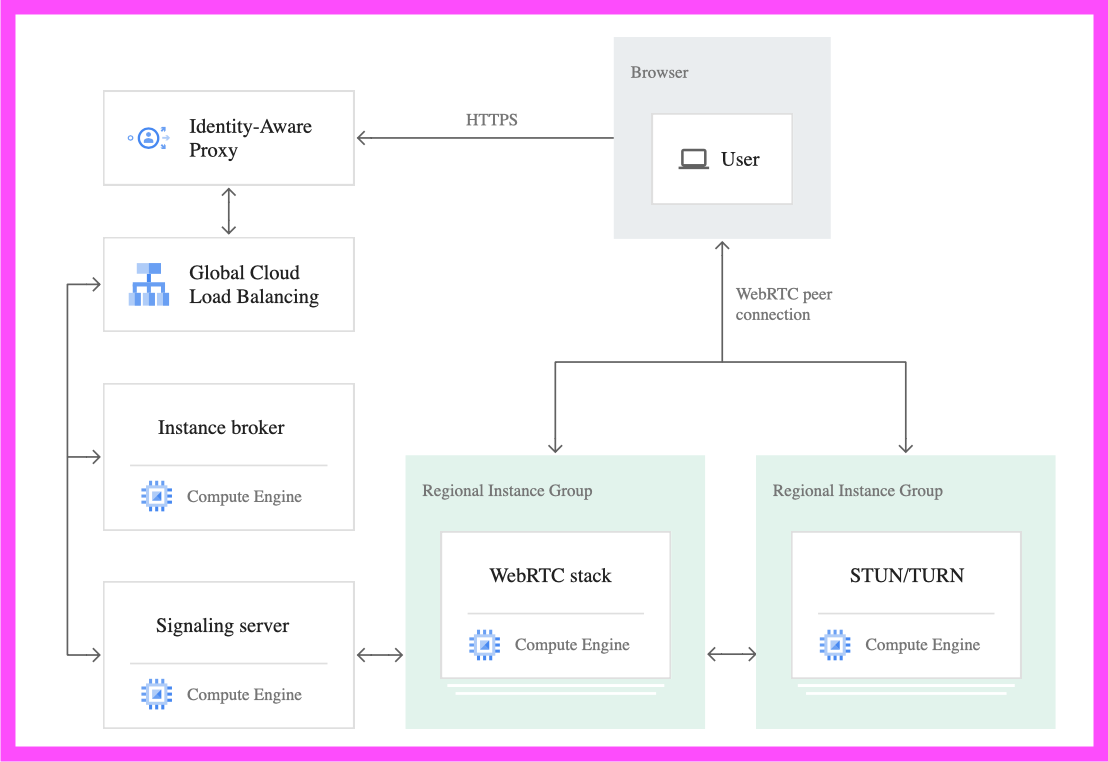 Browser
User
HTTPS
Identity-Aware
Proxy
Global Cloud
Load Balancing
WebRTC peer
connection
Instance broker
Compute Engine
Signaling server
Compute Engine
Regional Instance Group
WebRTC stack
Compute Engine
Regional Instance Group
STUN/TURN
Compute Engine